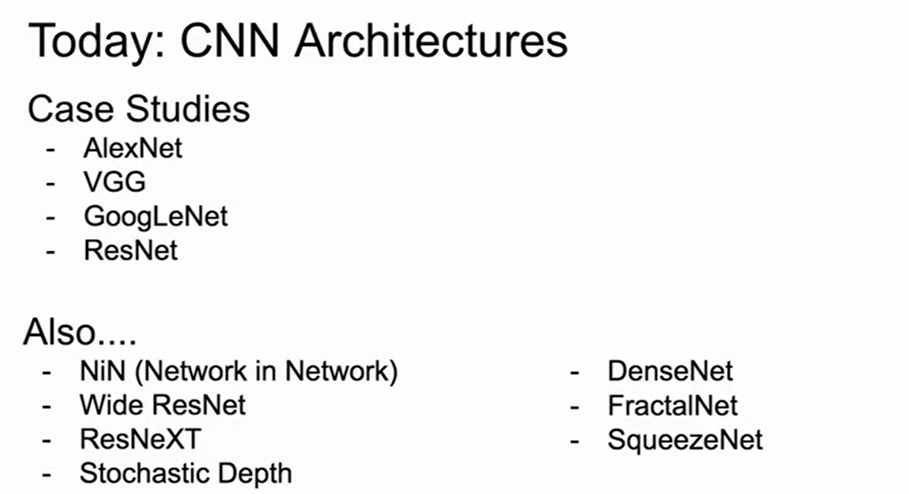 Today: CNN Architectures
Case Studies
- AlexNet
- VGG
- GoogLeNet
- ResNet
Also....
- NiN (Network in Network)
- Wide ResNet
- ResNeXT
- Stochastic Depth
- DenseNet
- FractalNet
- SqueezeNet